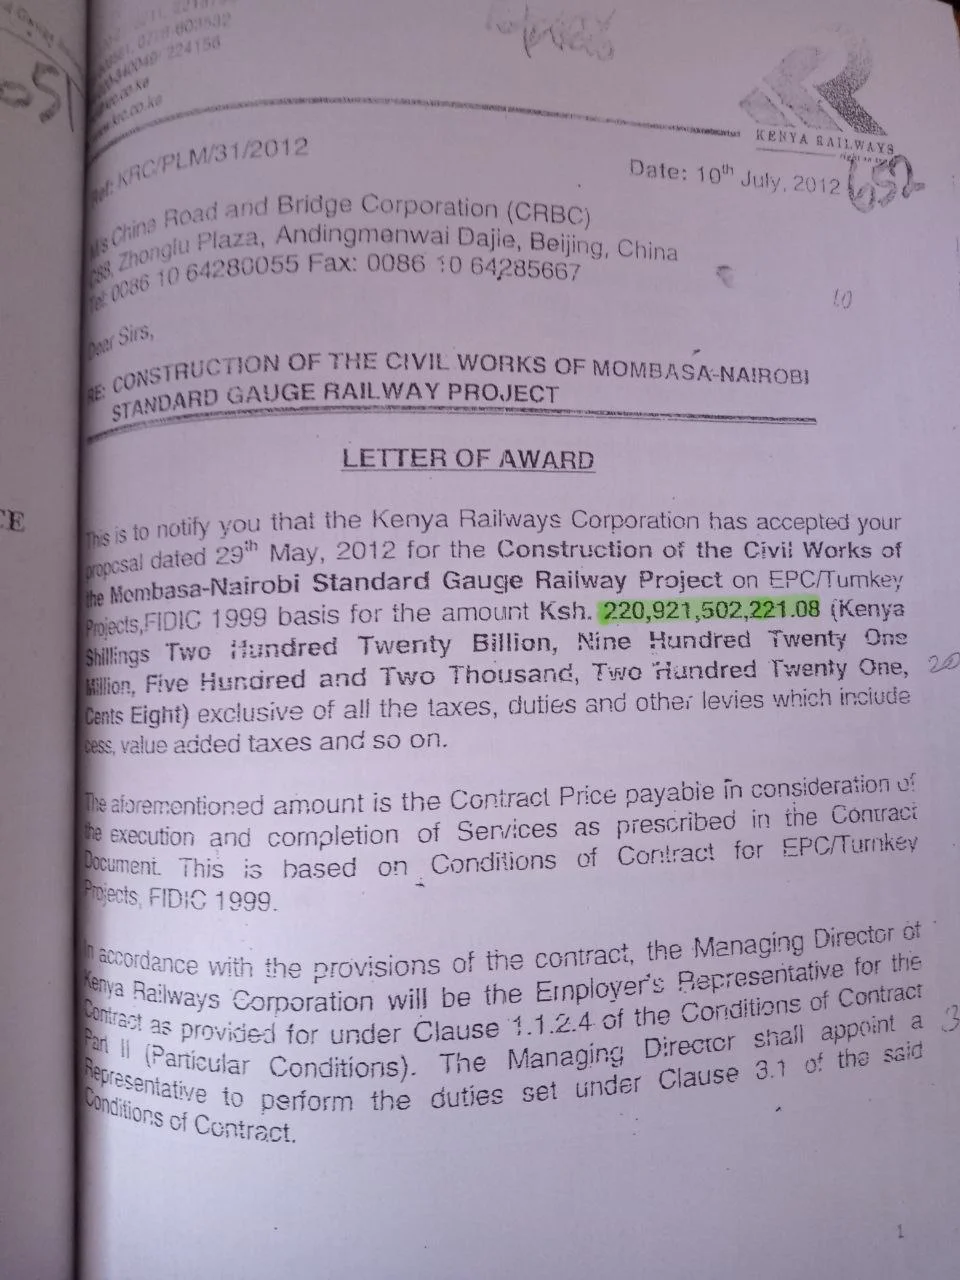 224156
KENYA RAILWAYS
Ref: KRC/PLM/31/2012
Date: 10th July, 2012
652
M/s China Road and Bridge Corporation (CRBC)
Zhonglu Plaza, Andingmenwai Dajie, Beijing, China
Tel: 0086 10 64280055 Fax: 0086 10 64285667
10
Dear Sirs,
RE: CONSTRUCTION OF THE CIVIL WORKS OF MOMBASA-NAIROBI
STANDARD GAUGE RAILWAY PROJECT
LETTER OF AWARD
CE
This is to notify you that the Kenya Railways Corporation has accepted your
proposal dated 29th May, 2012 for the Construction of the Civil Works of
the Mombasa-Nairobi Standard Gauge Railway Project on EPC/Turnkey
Projects,FIDIC 1999 basis for the amount Ksh. 220,921,502,221.08 (Kenya
Shillings Two Hundred Twenty Billion, Nine Hundred Twenty One
Million, Five Hundred and Two Thousand, Two Hundred Twenty One,
20
Cents Eight) exclusive of all the taxes, duties and other levies which include
cess, value added taxes and so on.
The aforementioned amount is the Contract Price payable in consideration of
the execution and completion of Services as prescribed in the Contract
Document. This is based on Conditions of Contract for EPC/Turnkey
Projects, FIDIC 1999.
In accordance with the provisions of the contract, the Managing Director of
Kenya Railways Corporation will be the Employer's Representative for the
Contract as provided for under Clause 1.1.2.4 of the Conditions of Contract
Part II (Particular Conditions). The Managing Director shall appoint a
Representative to perform the duties set under Clause 3.1 of the said
Conditions of Contract.
1